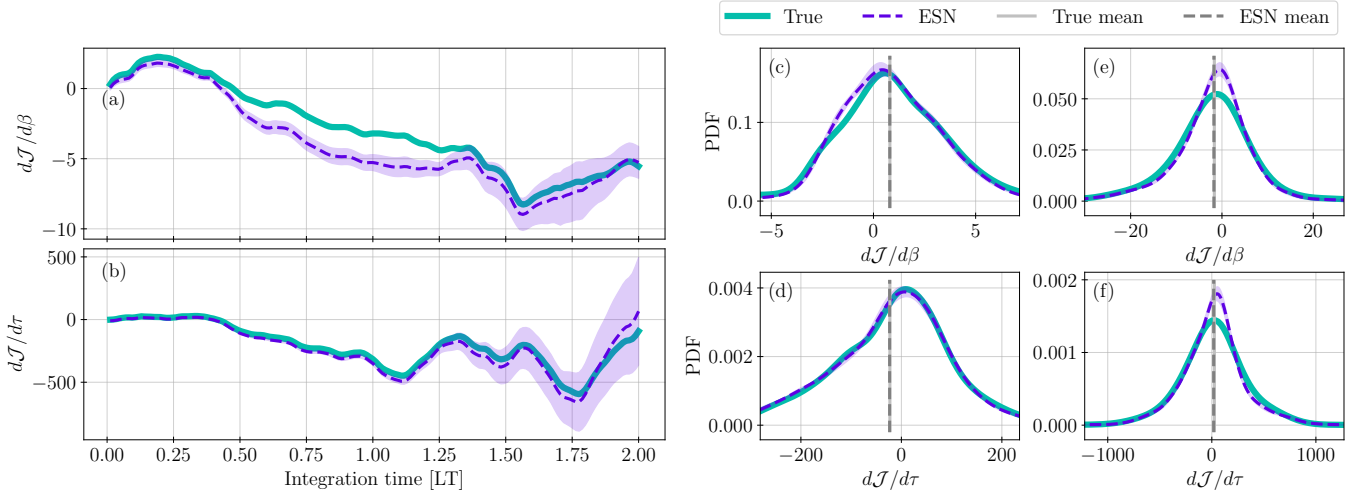 True ESN True mean ESN mean
0
−5
−10
d𝒥/dβ
(a)
500
0
−500
d𝒥/dτ
(b)
0.00 0.25 0.50 0.75 1.00 1.25 1.50 1.75 2.00
Integration time [LT]
(c)
0.1
0.0
PDF
−5 0 5
d𝒥/dβ
(e)
0.050
0.025
0.000
−20 0 20
d𝒥/dβ
(d)
0.004
0.002
0.000
PDF
−200 0 200
d𝒥/dτ
(f)
0.002
0.001
0.000
−1000 0 1000
d𝒥/dτ